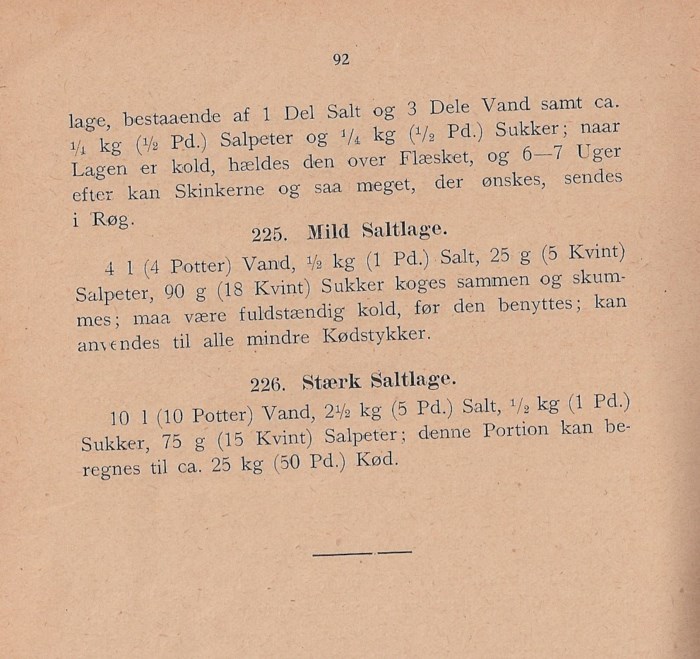 92
lage, bestaaende af 1 Del Salt og 3 Dele Vand samt ca.
¼ kg (½ Pd.) Salpeter og ¼ kg (½ Pd.) Sukker; naar
Lagen er kold, hældes den over Flæsket, og 6—7 Uger
efter kan Skinkerne og saa meget, der ønskes, sendes
i Røg.
225. Mild Saltlage.
4 l (4 Potter) Vand, ½ kg (1 Pd.) Salt, 25 g (5 Kvint)
Salpeter, 90 g (18 Kvint) Sukker koges sammen og skum-
mes; maa være fuldstændig kold, før den benyttes; kan
anvendes til alle mindre Kødstykker.
226. Stærk Saltlage.
10 l (10 Potter) Vand, 2½ kg (5 Pd.) Salt, ½ kg (1 Pd.)
Sukker, 75 g (15 Kvint) Salpeter; denne Portion kan be-
regnes til ca. 25 kg (50 Pd.) Kød.